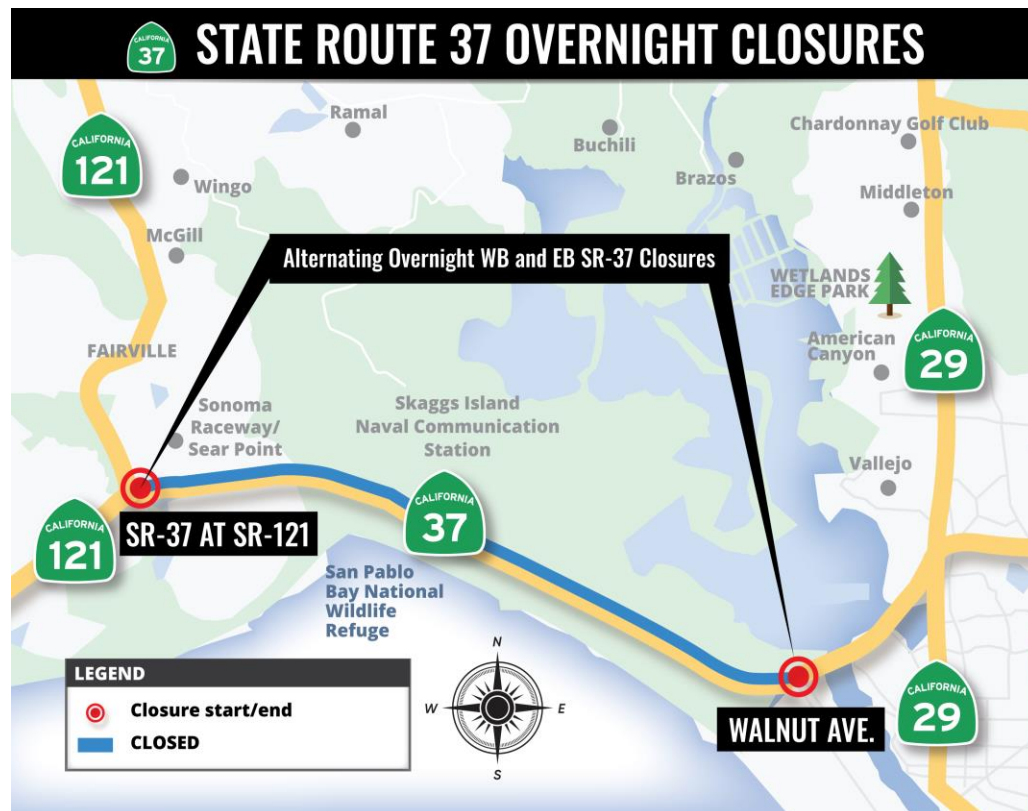 CALIFORNIA
37
STATE ROUTE 37 OVERNIGHT CLOSURES
CALIFORNIA
121
Ramal
Buchili
Chardonnay Golf Club
Wingo
Brazos
Middleton
McGill
Alternating Overnight WB and EB SR-37 Closures
WETLANDS
EDGE PARK
FAIRVILLE
American
Canyon
CALIFORNIA
29
Sonoma
Raceway/
Sear Point
Skaggs Island
Naval Communication
Station
Vallejo
CALIFORNIA
37
CALIFORNIA
121
SR-37 AT SR-121
San Pablo
Bay National
Wildlife
Refuge
N
W
E
S
LEGEND
Closure start/end
CLOSED
WALNUT AVE.
CALIFORNIA
29